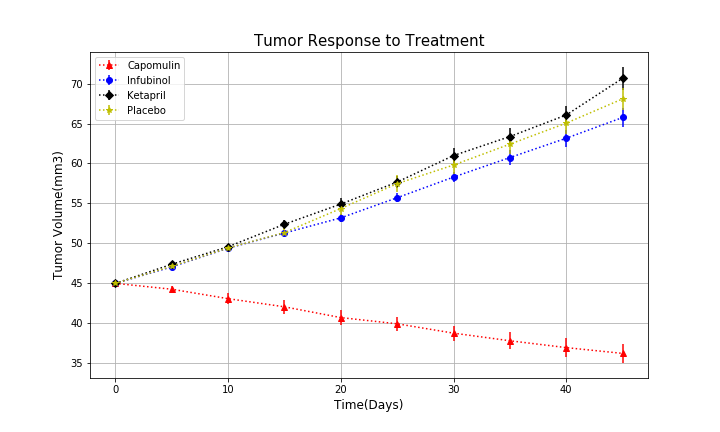 Tumor Response to Treatment
Capomulin
Infubinol
Ketapril
Placebo
Tumor Volume(mm3)
70
65
60
55
50
45
40
35
0
10
20
30
40
Time(Days)